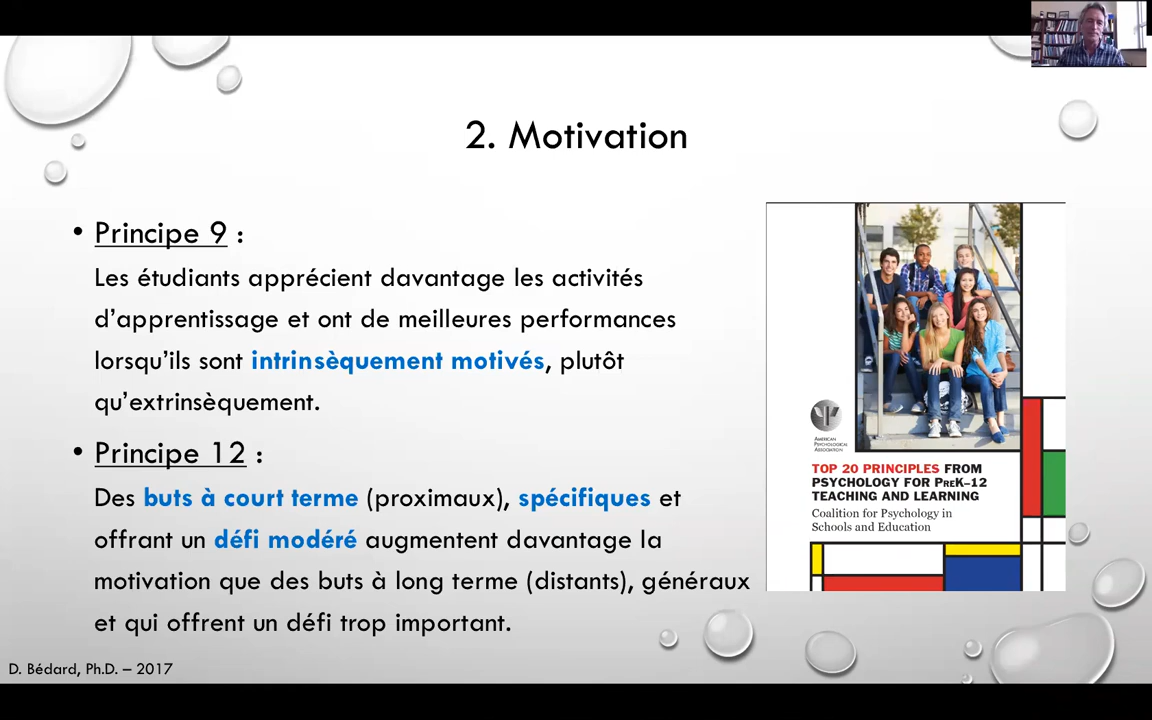 2. Motivation
• Principe 9 :
Les étudiants apprécient davantage les activités
d’apprentissage et ont de meilleures performances
lorsqu’ils sont intrinsèquement motivés, plutôt
qu’extrinsèquement.
• Principe 12 :
Des buts à court terme (proximaux), spécifiques et
offrant un défi modéré augmentent davantage la
motivation que des buts à long terme (distants), généraux
et qui offrent un défi trop important.
AMERICAN
PSYCHOLOGICAL
ASSOCIATION
TOP 20 PRINCIPLES FROM
PSYCHOLOGY FOR PREK–12
TEACHING AND LEARNING
Coalition for Psychology in
Schools and Education
D. Bédard, Ph.D. – 2017